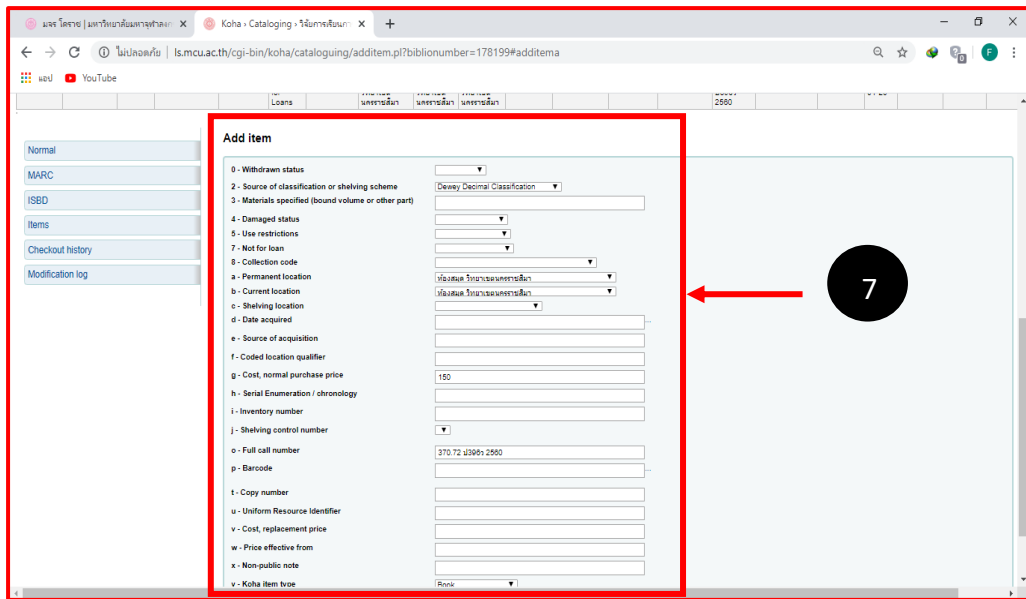 มจร โคราช | มหาวิทยาลัยมหาจุฬาลงก
Koha › Cataloging › วิจัยการเรียนกา
ไม่ปลอดภัย | ls.mcu.ac.th/cgi-bin/koha/cataloguing/additem.pl?biblionumber=178199#additema
แอป YouTube
Loans นครราชสีมา นครราชสีมา นครราชสีมา 2560
Add item
Normal
MARC
ISBD
Items
Checkout history
Modification log
0 - Withdrawn status
2 - Source of classification or shelving scheme Dewey Decimal Classification
3 - Materials specified (bound volume or other part)
4 - Damaged status
5 - Use restrictions
7 - Not for loan
8 - Collection code
a - Permanent location ห้องสมุด วิทยาเขตนครราชสีมา
b - Current location ห้องสมุด วิทยาเขตนครราชสีมา
c - Shelving location
d - Date acquired ...
e - Source of acquisition
f - Coded location qualifier
g - Cost, normal purchase price 150
h - Serial Enumeration / chronology
i - Inventory number
j - Shelving control number
o - Full call number 370.72 ป396ว 2560
p - Barcode ...
t - Copy number
u - Uniform Resource Identifier
v - Cost, replacement price
w - Price effective from
x - Non-public note
y - Koha item type Book
7